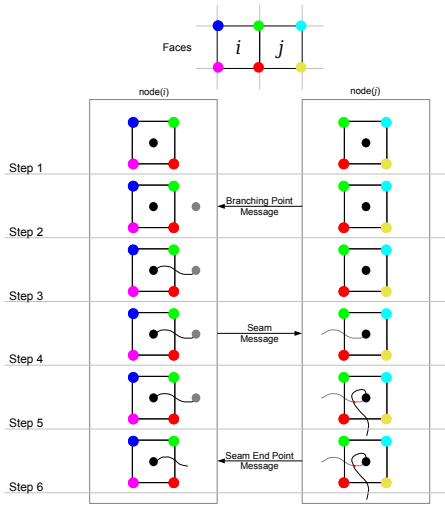 Faces
i
j
node(i)
node(j)
Step 1
Branching Point
Message
Step 2
Step 3
Seam
Message
Step 4
Step 5
Seam End Point
Message
Step 6